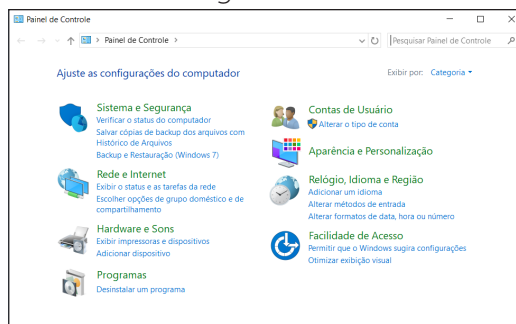 Painel de Controle
Painel de Controle
Pesquisar Painel de Controle
Ajuste as configurações do computador
Exibir por: Categoria
Sistema e Segurança
Verificar o status do computador
Salvar cópias de backup dos arquivos com
Histórico de Arquivos
Backup e Restauração (Windows 7)
Rede e Internet
Exibir o status e as tarefas da rede
Escolher opções de grupo doméstico e de
compartilhamento
Hardware e Sons
Exibir impressoras e dispositivos
Adicionar dispositivo
Programas
Desinstalar um programa
Contas de Usuário
Alterar o tipo de conta
Aparência e Personalização
Relógio, Idioma e Região
Adicionar um idioma
Alterar métodos de entrada
Alterar formatos de data, hora ou número
Facilidade de Acesso
Permitir que o Windows sugira configurações
Otimizar exibição visual